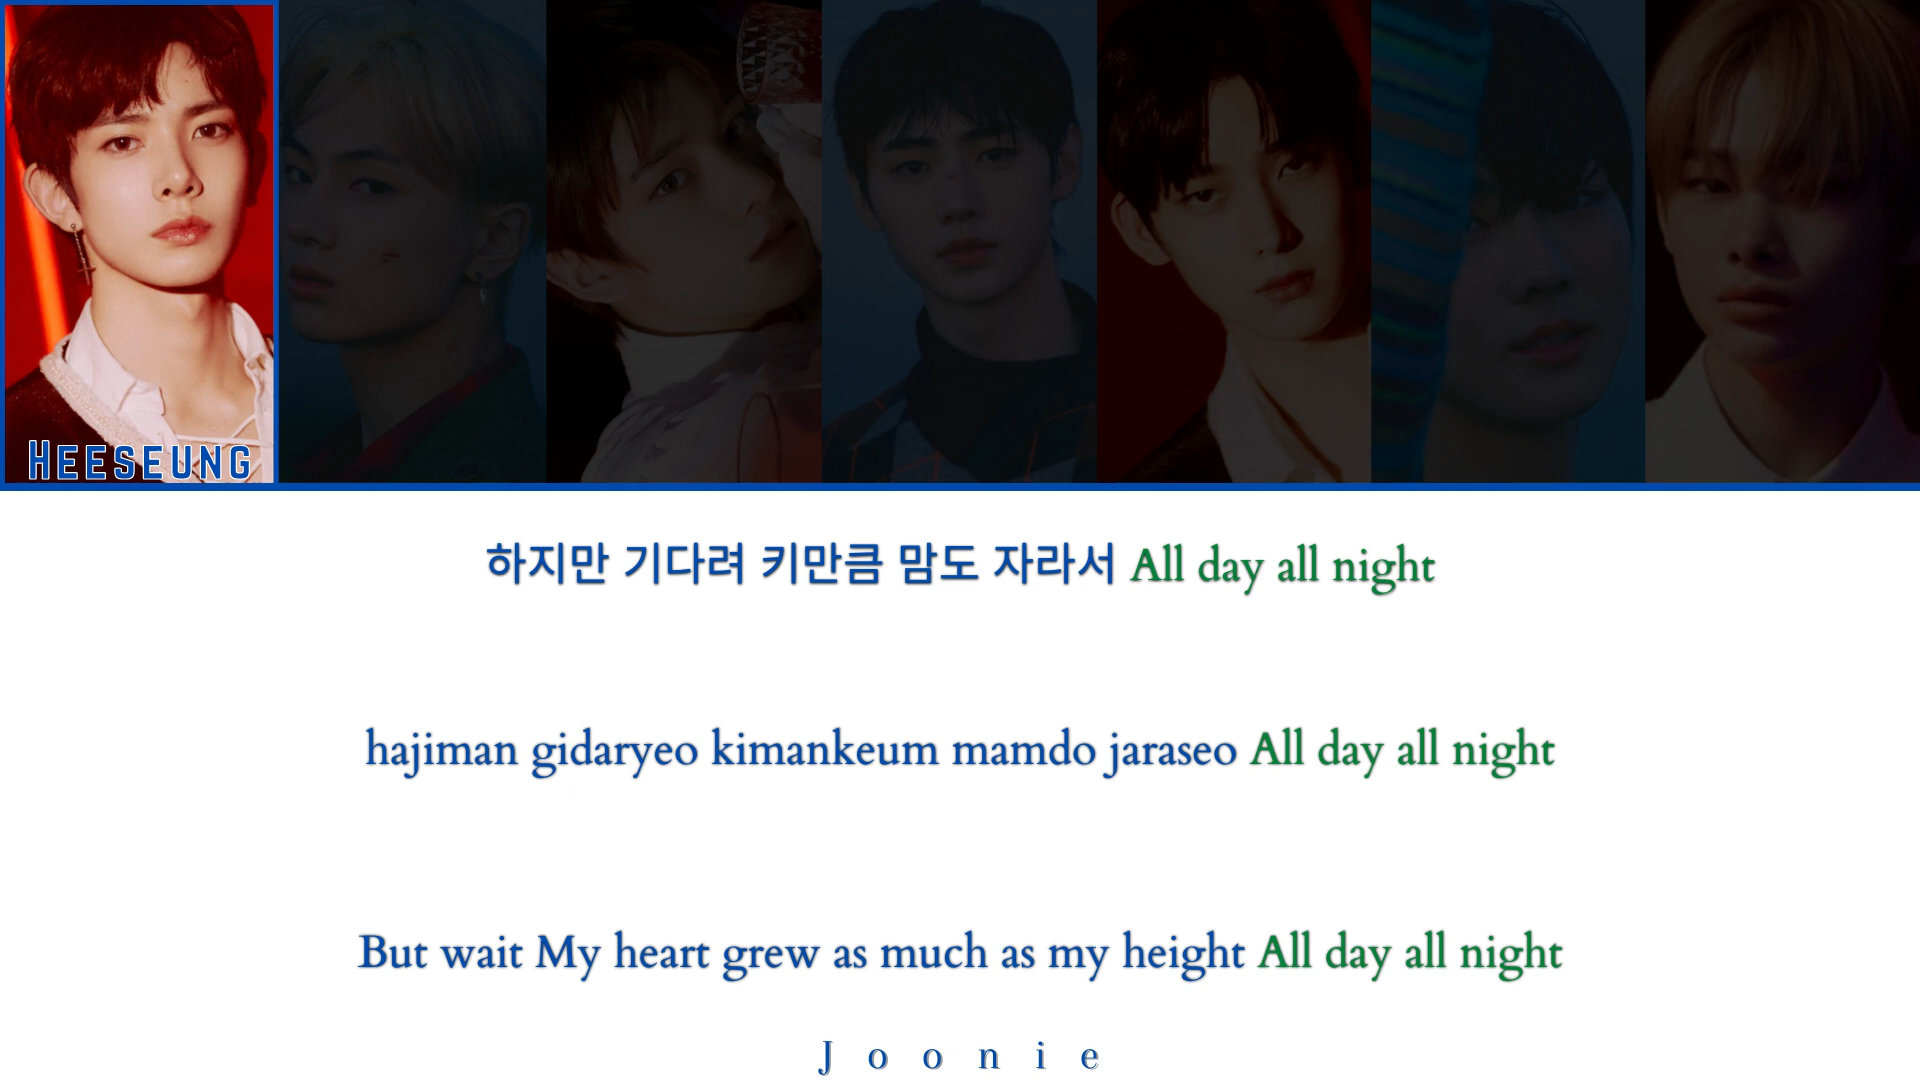 HEESEUNG
하지만 기다려 키만큼 맘도 자라서 All day all night
hajiman gidaryeo kimankeum mamdo jaraseo All day all night
But wait My heart grew as much as my height All day all night
Joonie